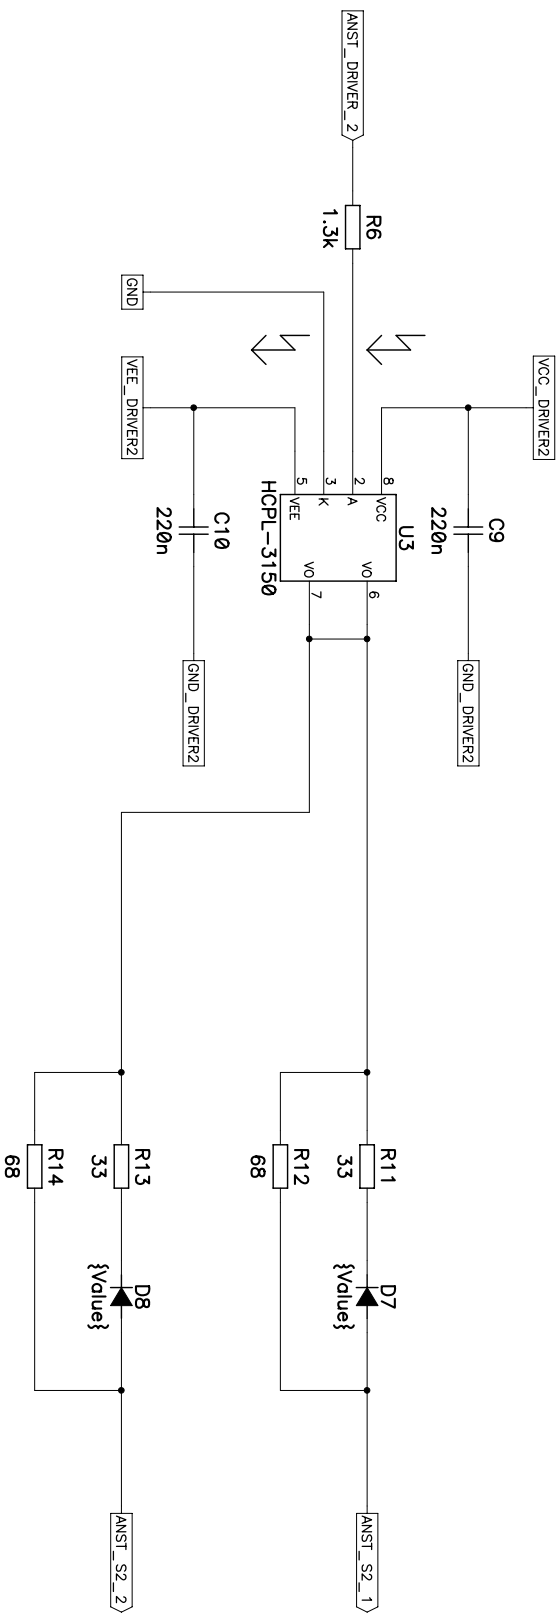 ANST_DRIVER_2
R6
1.3k
GND
VEE_DRIVER2
VCC_DRIVER2
C9
220n
GND_DRIVER2
C10
220n
GND_DRIVER2
U3
HCPL-3150
8
VCC
2
A
3
K
5
VEE
VO
6
VO
7
R11
33
D7
{Value}
R12
68
ANST_S2_1
R13
33
D8
{Value}
R14
68
ANST_S2_2